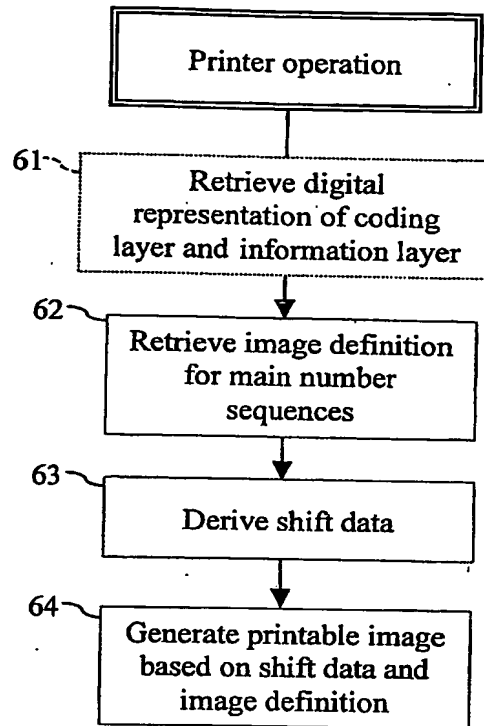 Printer operation
61
Retrieve digital
representation of coding
layer and information layer
62
Retrieve image definition
for main number
sequences
63
Derive shift data
64
Generate printable image
based on shift data and
image definition